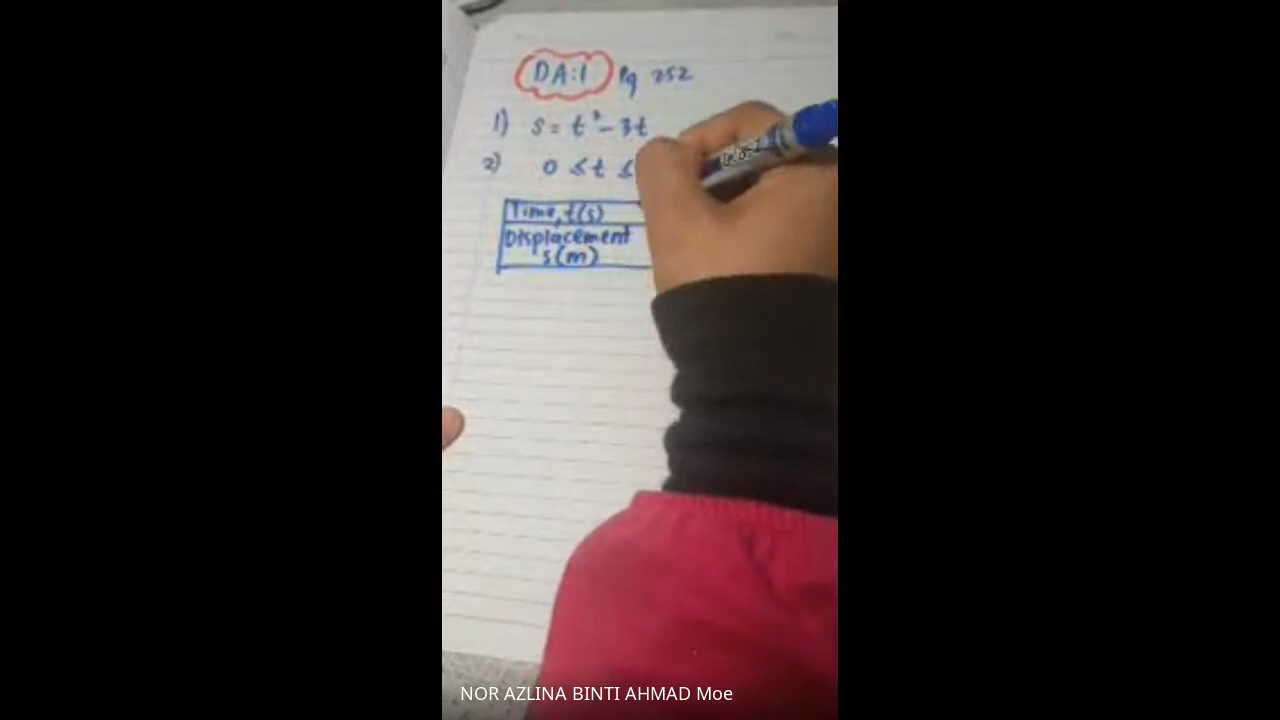 DA:1 Pg 252
1) s = t² - 3t
2) 0 ≤ t ≤
Time, t(s)
Displacement
s(m)
NOR AZLINA BINTI AHMAD Moe